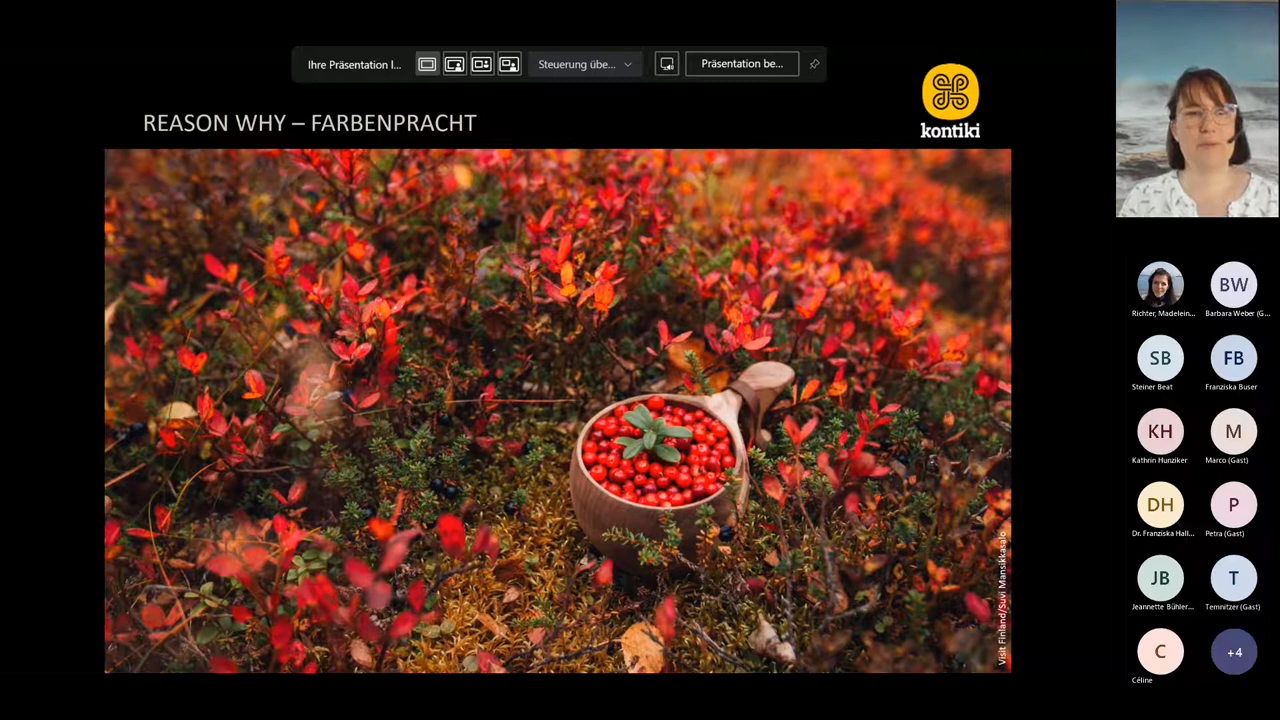 Ihre Präsentation l...
Steuerung übe...
Präsentation be...
kontiki
REASON WHY – FARBENPRACHT
Visit Finland/Suvi Mansikkasalo
Richter, Madelein...
BW
Barbara Weber (G...
SB
Steiner Beat
FB
Franziska Buser
KH
Kathrin Hunziker
M
Marco (Gast)
DH
Dr. Franziska Hall...
P
Petra (Gast)
JB
Jeannette Bühler...
T
Temnitzer (Gast)
C
Céline
+4